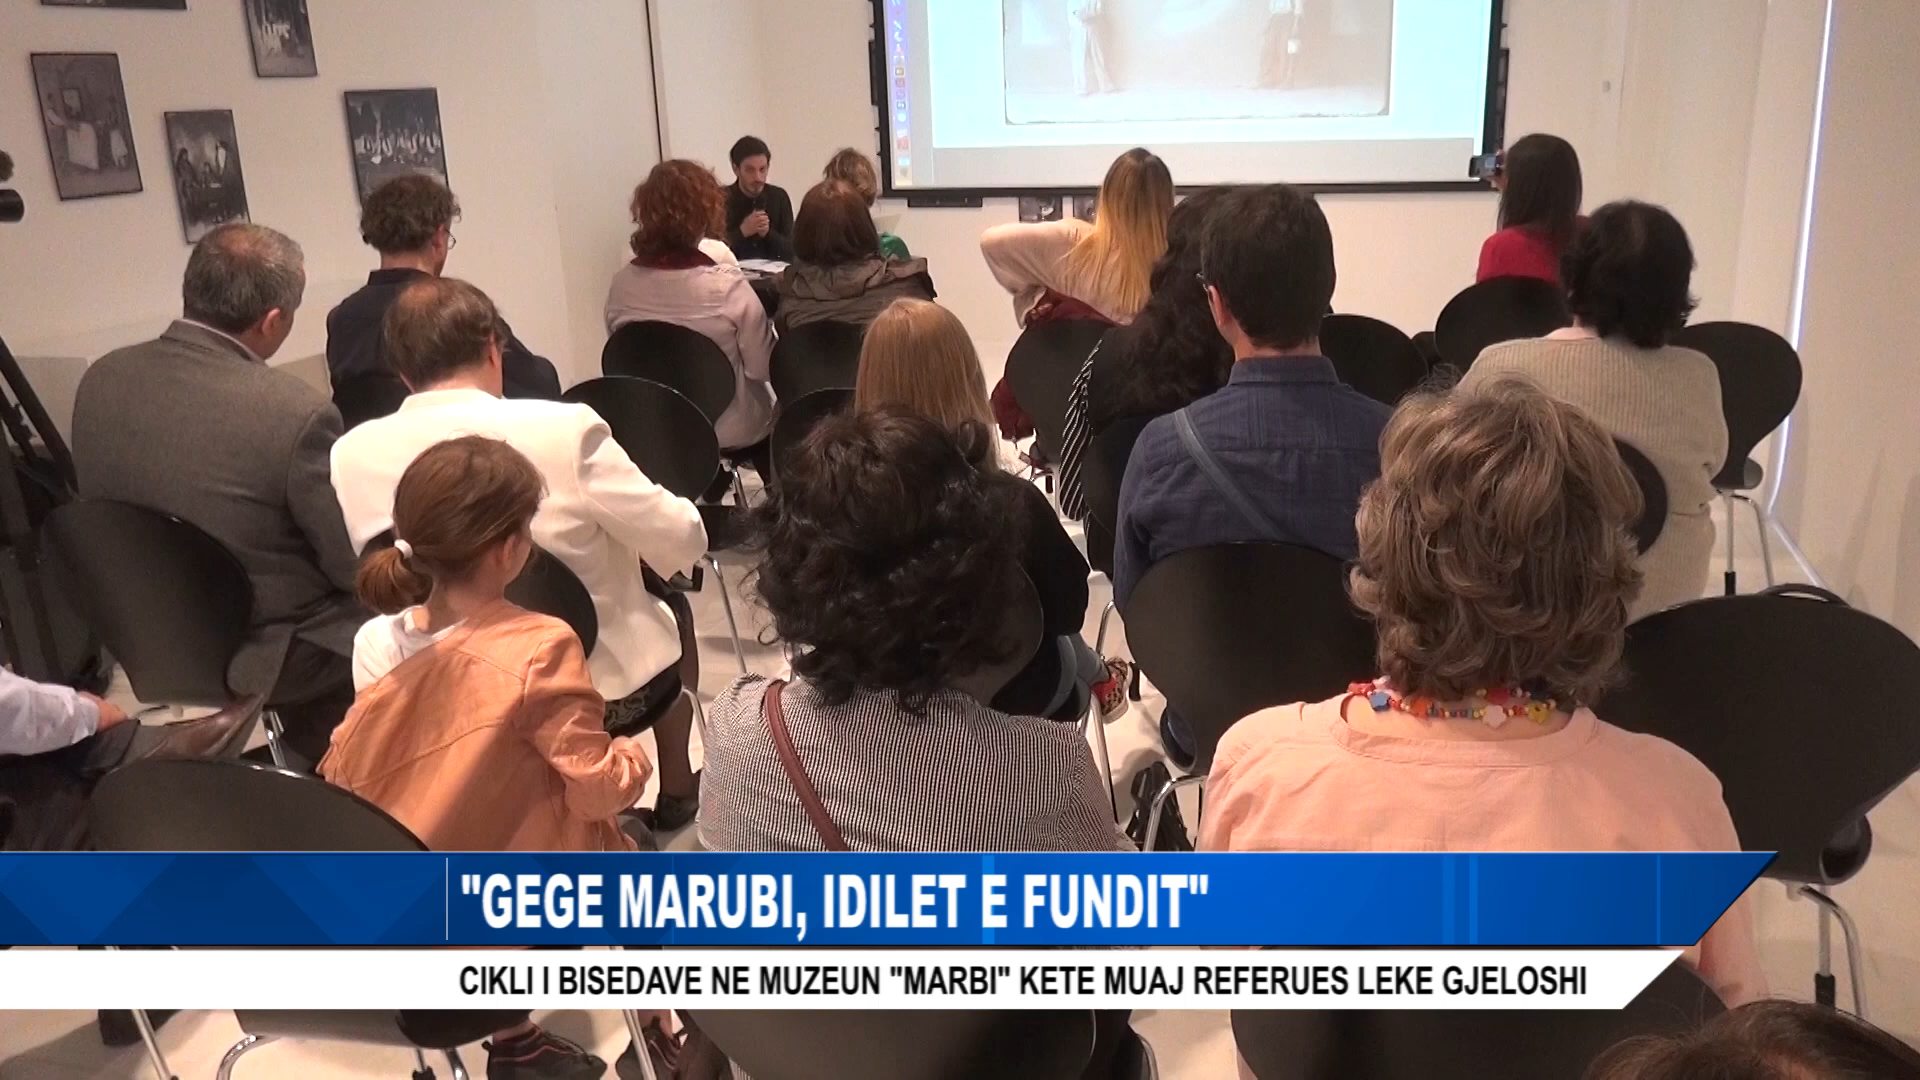 "GEGE MARUBI, IDILET E FUNDIT"
CIKLI I BISEDAVE NE MUZEUN "MARBI" KETE MUAJ REFERUES LEKE GJELOSHI